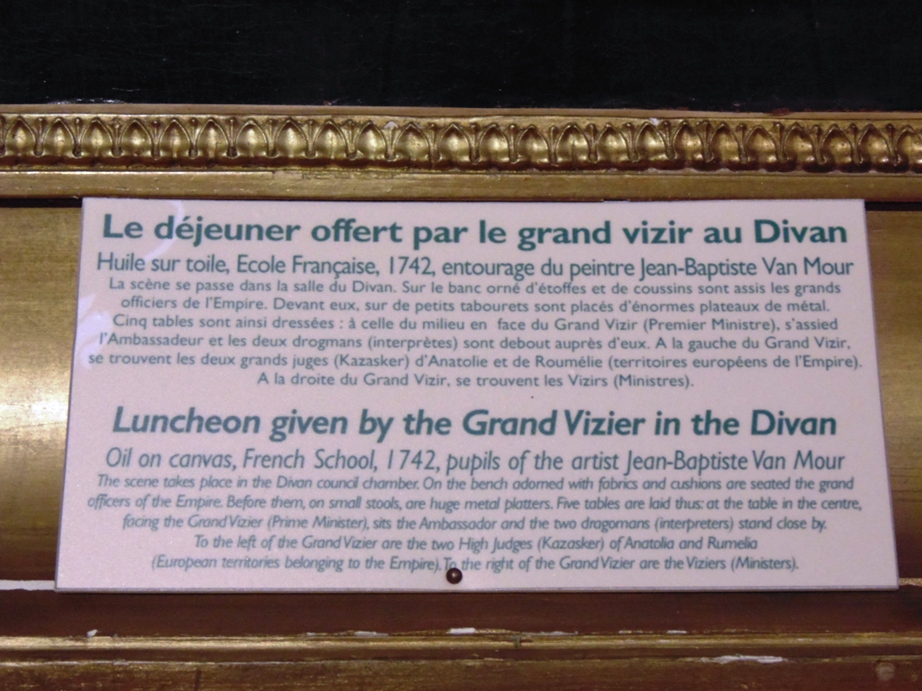 Le déjeuner offert par le grand vizir au Divan
Huile sur toile, Ecole Française, 1742, entourage du peintre Jean-Baptiste Van Mour
La scène se passe dans la salle du Divan. Sur le banc orné d'étoffes et de coussins sont assis les grands
officiers de l'Empire. Devant eux, sur de petits tabourets sont placés d'énormes plateaux de métal.
Cinq tables sont ainsi dressées : à celle du milieu en face du Grand Vizir (Premier Ministre), s'assied
l'Ambassadeur et les deux drogmans (interprètes) sont debout auprès d'eux. A la gauche du Grand Vizir,
se trouvent les deux grands juges (Kazasker) d'Anatolie et de Roumélie (territoires européens de l'Empire).
A la droite du Grand Vizir, se trouvent les Vizirs (Ministres).
Luncheon given by the Grand Vizier in the Divan
Oil on canvas, French School, 1742, pupils of the artist Jean-Baptiste Van Mour
The scene takes place in the Divan council chamber. On the bench adorned with fabrics and cushions are seated the grand
officers of the Empire. Before them, on small stools, are huge metal platters. Five tables are laid thus: at the table in the centre,
facing the Grand Vizier (Prime Minister), sits the Ambassador and the two dragomans (interpreters) stand close by.
To the left of the Grand Vizier are the two High Judges (Kazasker) of Anatolia and Rumelia
(European territories belonging to the Empire). To the right of the Grand Vizier are the Viziers (Ministers).